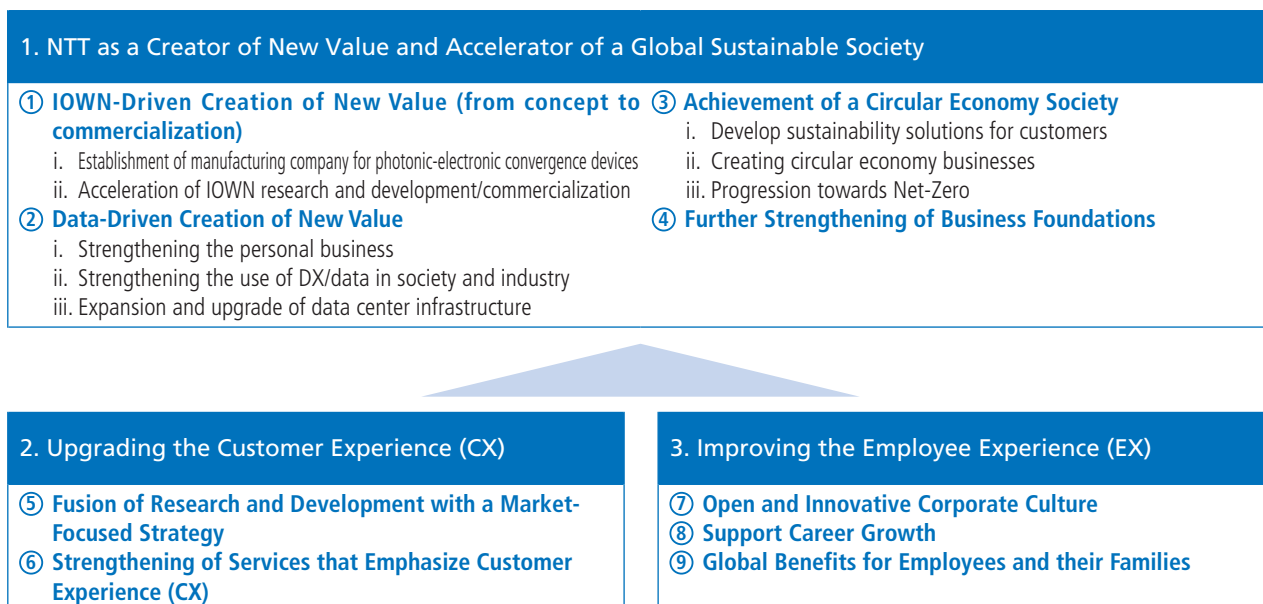 1. NTT as a Creator of New Value and Accelerator of a Global Sustainable Society
① IOWN-Driven Creation of New Value (from concept to
commercialization)
i. Establishment of manufacturing company for photonic-electronic convergence devices
ii. Acceleration of IOWN research and development/commercialization
② Data-Driven Creation of New Value
i. Strengthening the personal business
ii. Strengthening the use of DX/data in society and industry
iii. Expansion and upgrade of data center infrastructure
③ Achievement of a Circular Economy Society
i. Develop sustainability solutions for customers
ii. Creating circular economy businesses
iii. Progression towards Net-Zero
④ Further Strengthening of Business Foundations
2. Upgrading the Customer Experience (CX)
⑤ Fusion of Research and Development with a Market-
Focused Strategy
⑥ Strengthening of Services that Emphasize Customer
Experience (CX)
3. Improving the Employee Experience (EX)
⑦ Open and Innovative Corporate Culture
⑧ Support Career Growth
⑨ Global Benefits for Employees and their Families